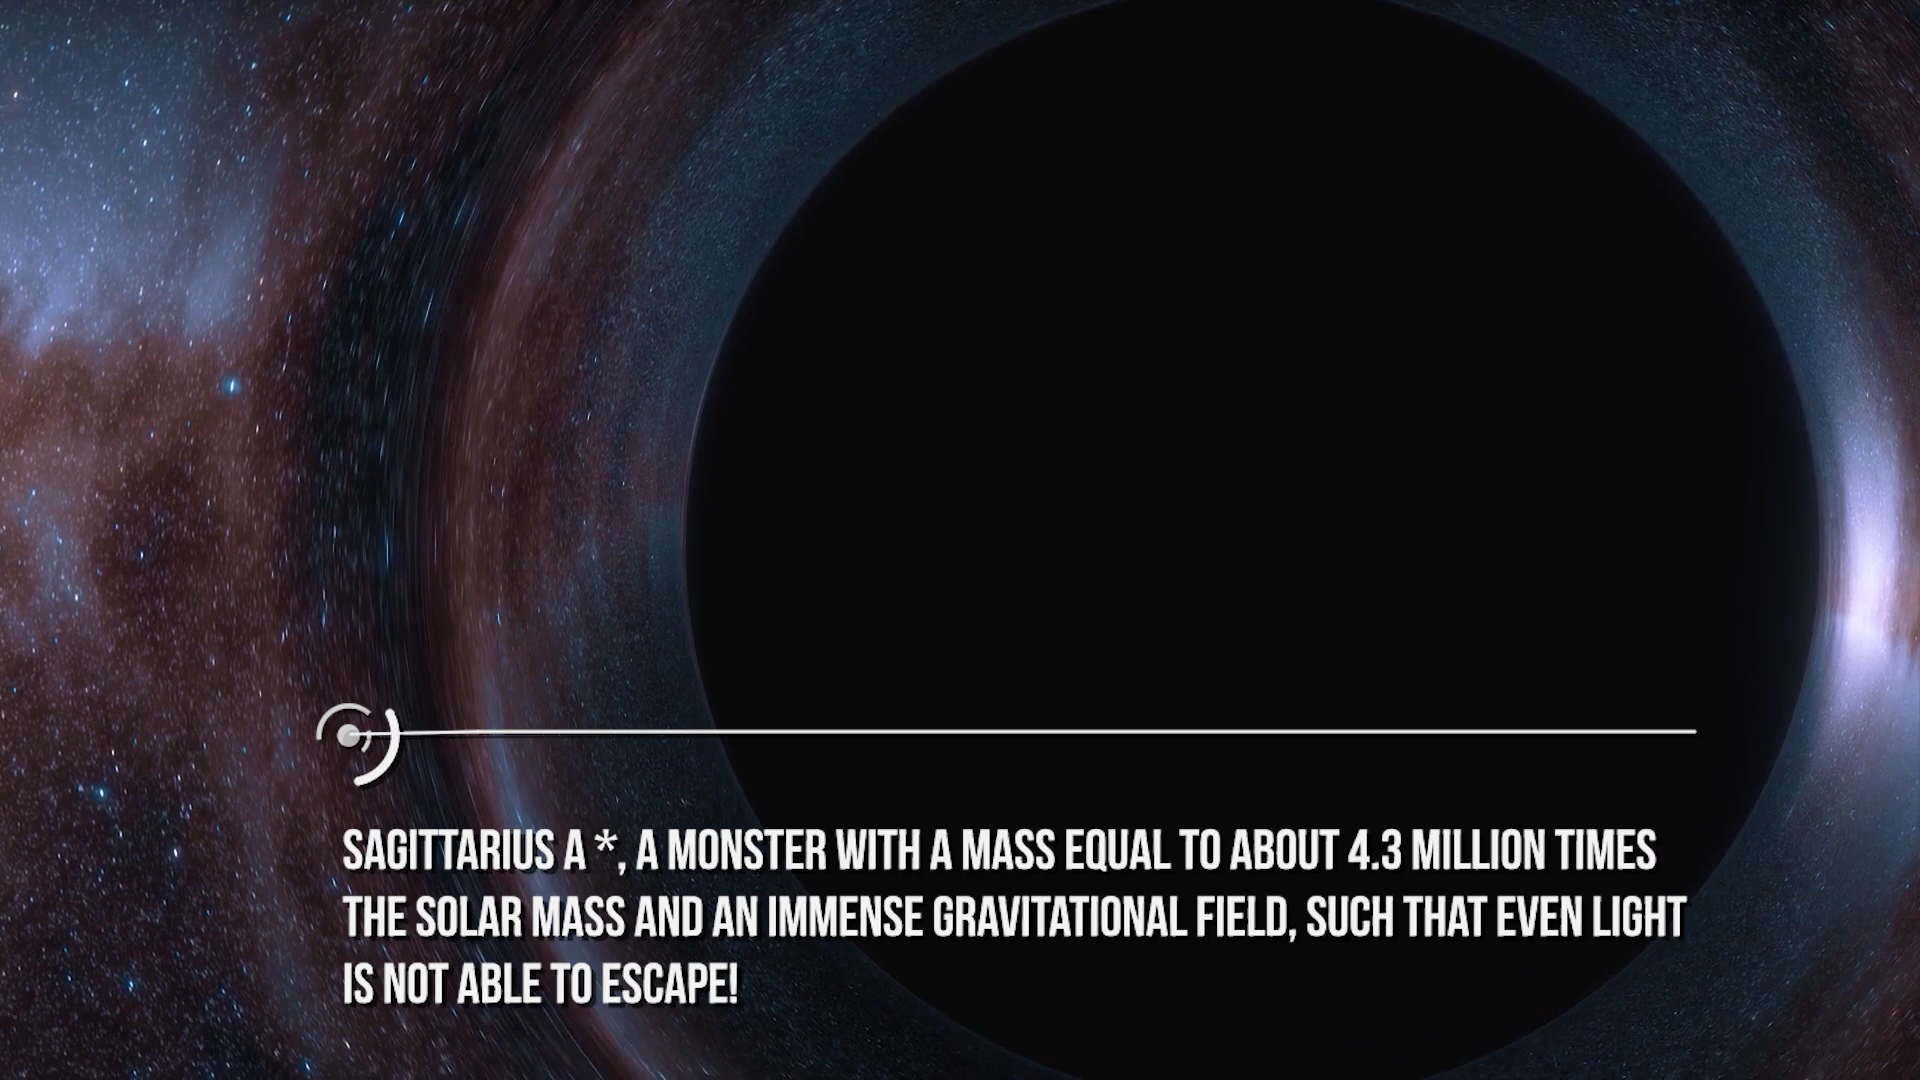 SAGITTARIUS A *, A MONSTER WITH A MASS EQUAL TO ABOUT 4.3 MILLION TIMES
THE SOLAR MASS AND AN IMMENSE GRAVITATIONAL FIELD, SUCH THAT EVEN LIGHT
IS NOT ABLE TO ESCAPE!